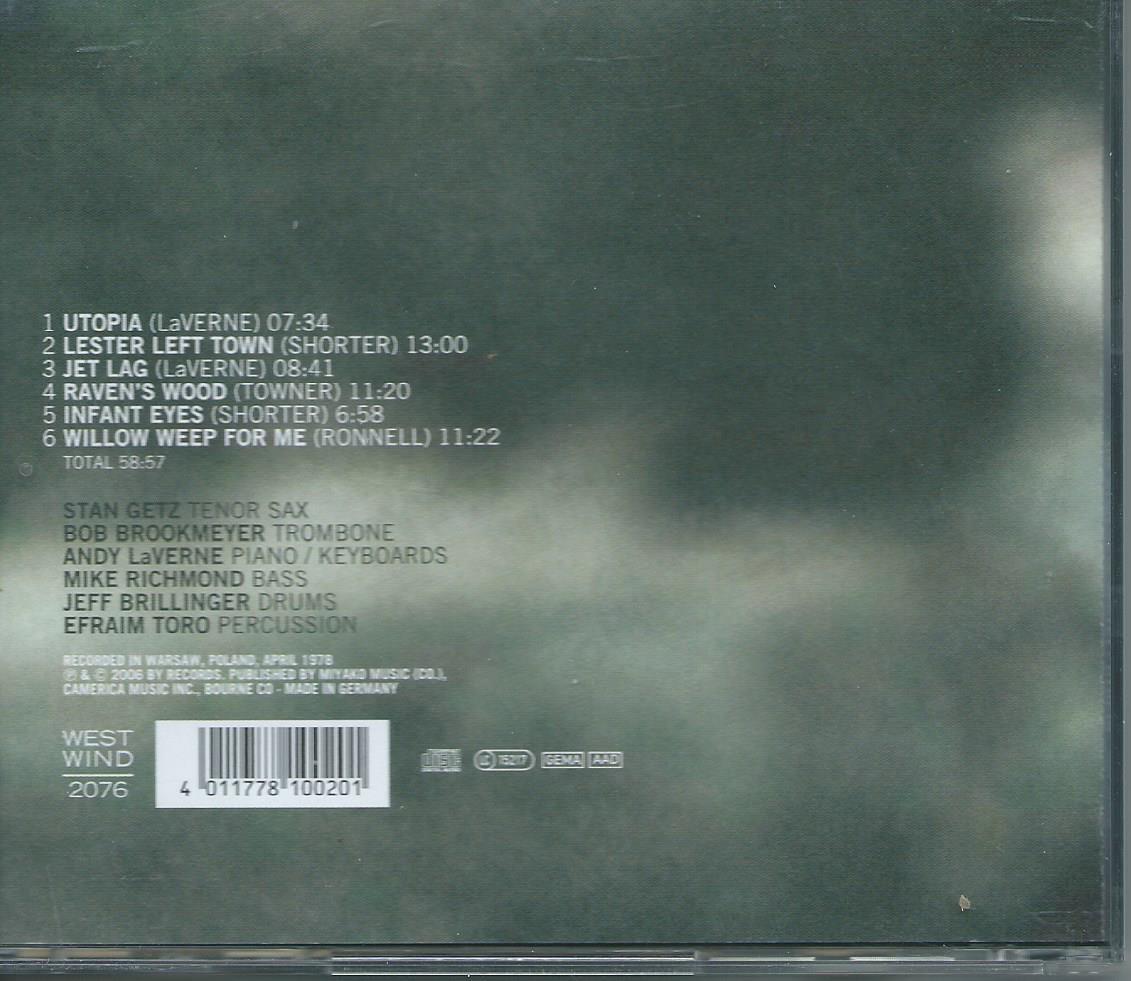 1 UTOPIA (LaVERNE) 07:34
2 LESTER LEFT TOWN (SHORTER) 13:00
3 JET LAG (LaVERNE) 08:41
4 RAVEN'S WOOD (TOWNER) 11:20
5 INFANT EYES (SHORTER) 6:58
6 WILLOW WEEP FOR ME (RONNELL) 11:22
TOTAL 58:57
STAN GETZ TENOR SAX
BOB BROOKMEYER TROMBONE
ANDY LaVERNE PIANO / KEYBOARDS
MIKE RICHMOND BASS
JEFF BRILLINGER DRUMS
EFRAIM TORO PERCUSSION
RECORDED IN WARSAW, POLAND, APRIL 1978
℗ & © 2006 BY RECORDS. PUBLISHED BY MIYAKO MUSIC (CO.),
CAMERICA MUSIC INC., BOURNE CO - MADE IN GERMANY
WEST
WIND
2076
4 011778 100201
LC 15217 GEMA AAD